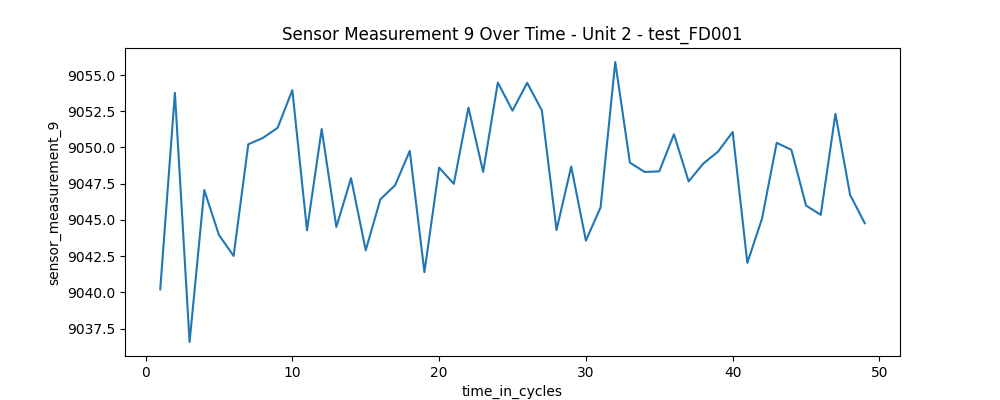 Sensor Measurement 9 Over Time - Unit 2 - test_FD001
sensor_measurement_9
9055.0
9052.5
9050.0
9047.5
9045.0
9042.5
9040.0
9037.5
0 10 20 30 40 50
time_in_cycles